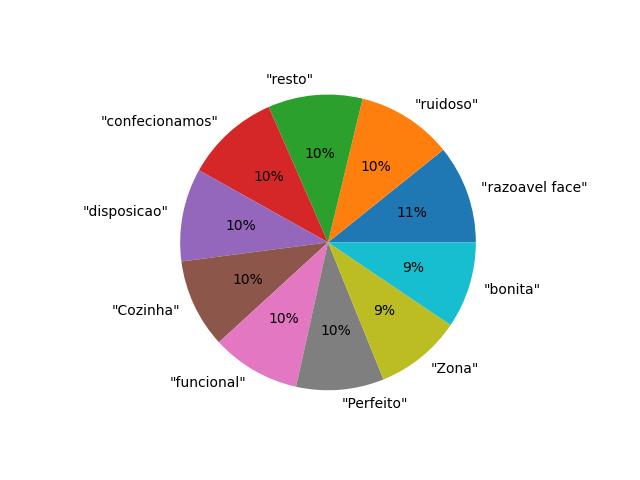 "resto"
"ruidoso"
"confecionamos"
10%
10%
10%
"razoavel face"
"disposicao"
10%
11%
"Cozinha"
10%
9%
"bonita"
10%
10%
9%
"funcional"
"Zona"
"Perfeito"